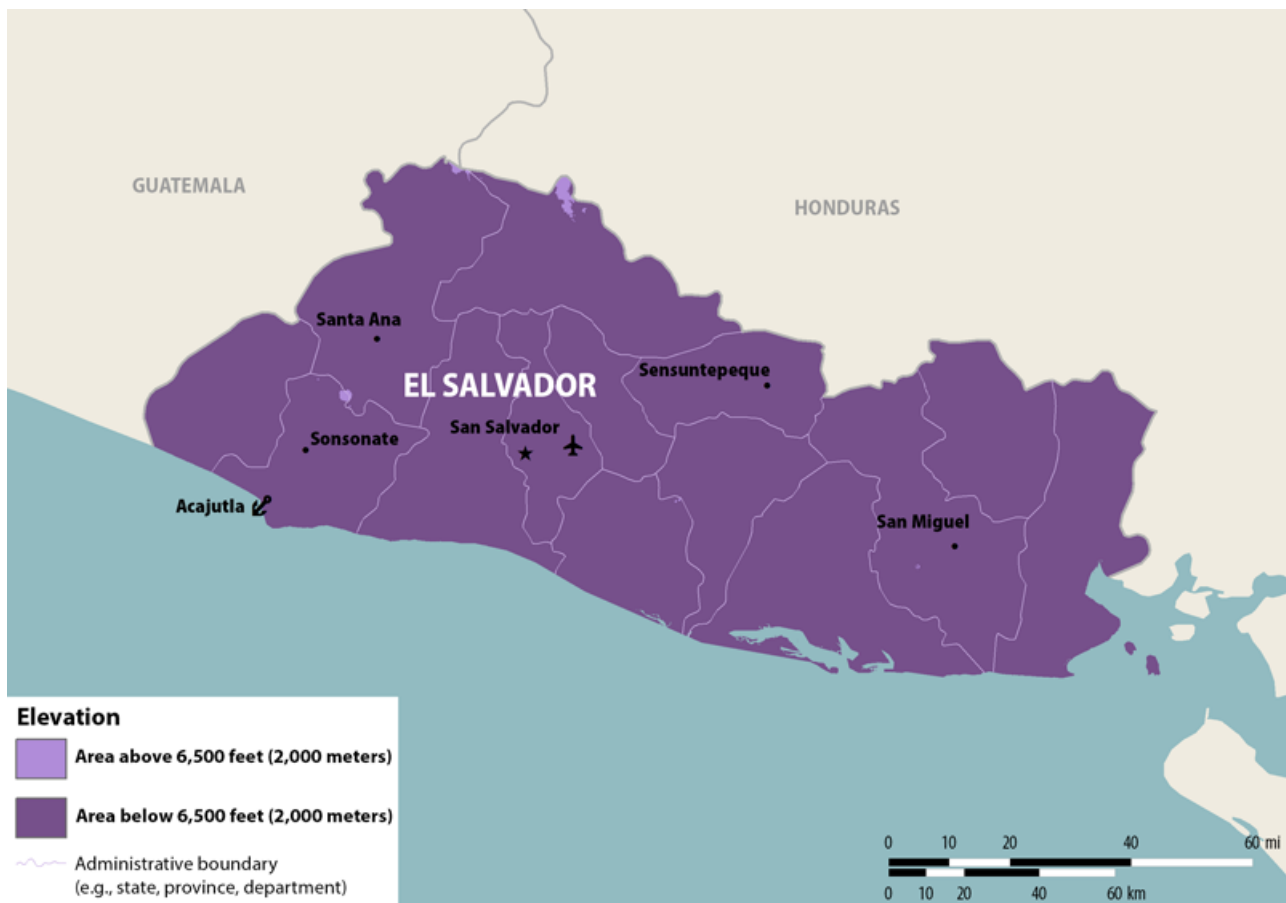 GUATEMALA
HONDURAS
Santa Ana
EL SALVADOR
Sensuntepeque
San Salvador
Sonsonate
Acajutla
San Miguel
Elevation
Area above 6,500 feet (2,000 meters)
Area below 6,500 feet (2,000 meters)
Administrative boundary
(e.g., state, province, department)
0 10 20 40 60 mi
0 10 20 40 60 km